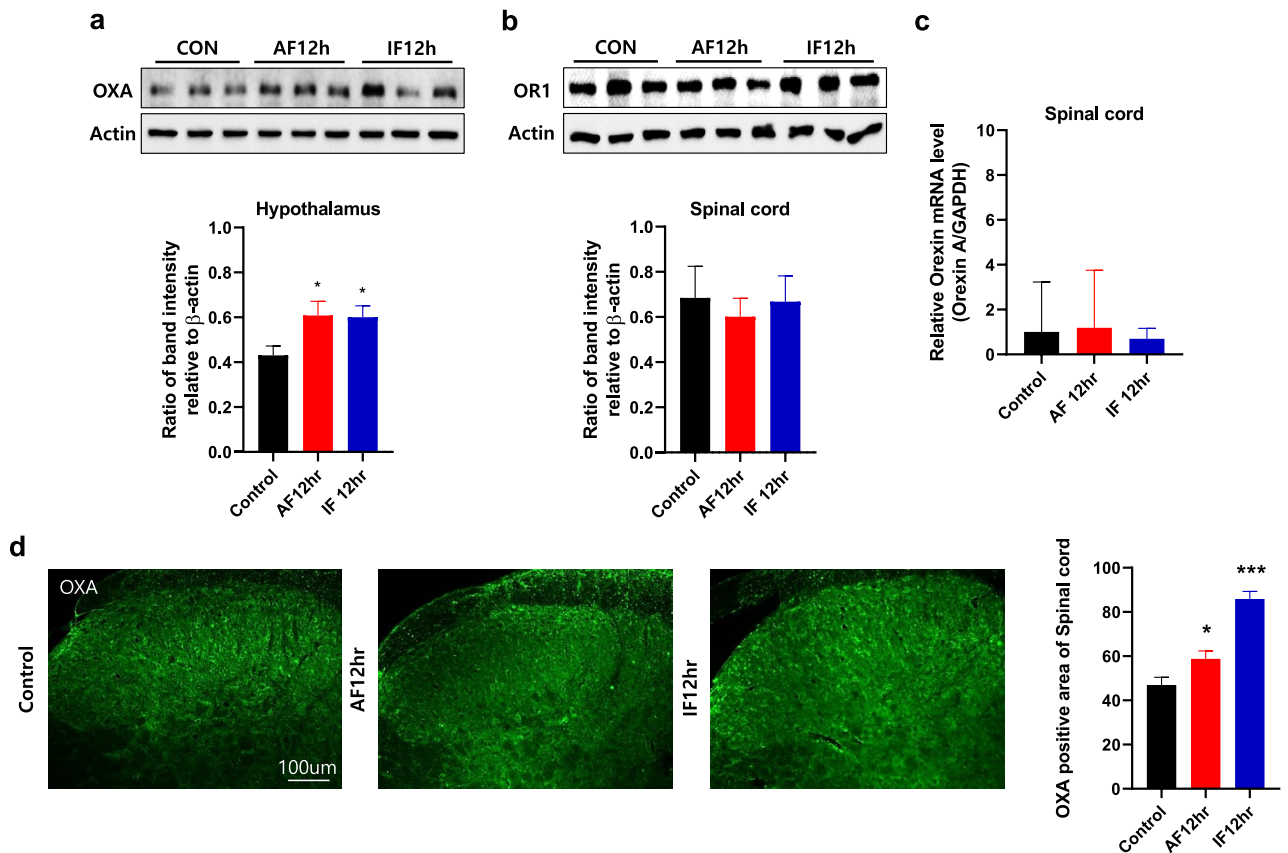 a
CON AF12h IF12h
OXA
Actin
Hypothalamus
Ratio of band intensity
relative to β-actin
1.0
0.8
0.6
0.4
0.2
0.0
* *
Control AF12hr IF 12hr
b
CON AF12h IF12h
OR1
Actin
Spinal cord
Ratio of band intensity
relative to β-actin
1.0
0.8
0.6
0.4
0.2
0.0
Control AF12hr IF 12hr
c
Spinal cord
Relative Orexin mRNA level
(Orexin A/GAPDH)
10
8
6
4
2
0
Control AF 12hr IF 12hr
d
Control
OXA
100um
AF12hr
IF12hr
OXA positive area of Spinal cord
100
80
60
40
20
0
* ***
Control AF12hr IF12hr